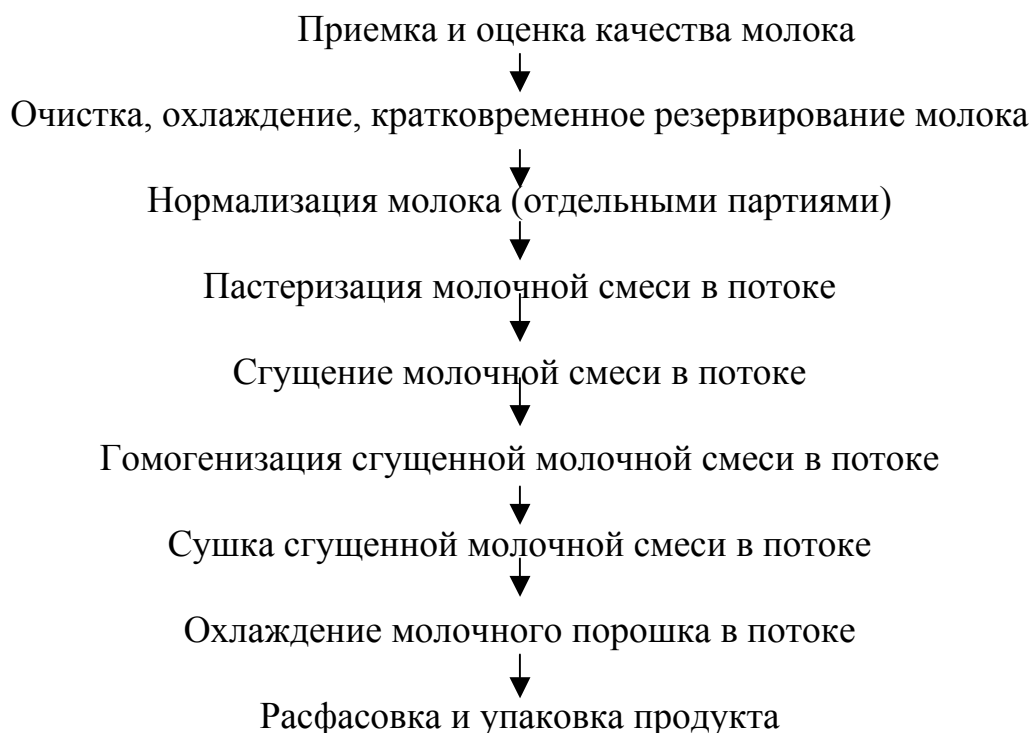 Приемка и оценка качества молока
Очистка, охлаждение, кратковременное резервирование молока
Нормализация молока (отдельными партиями)
Пастеризация молочной смеси в потоке
Сгущение молочной смеси в потоке
Гомогенизация сгущенной молочной смеси в потоке
Сушка сгущенной молочной смеси в потоке
Охлаждение молочного порошка в потоке
Расфасовка и упаковка продукта